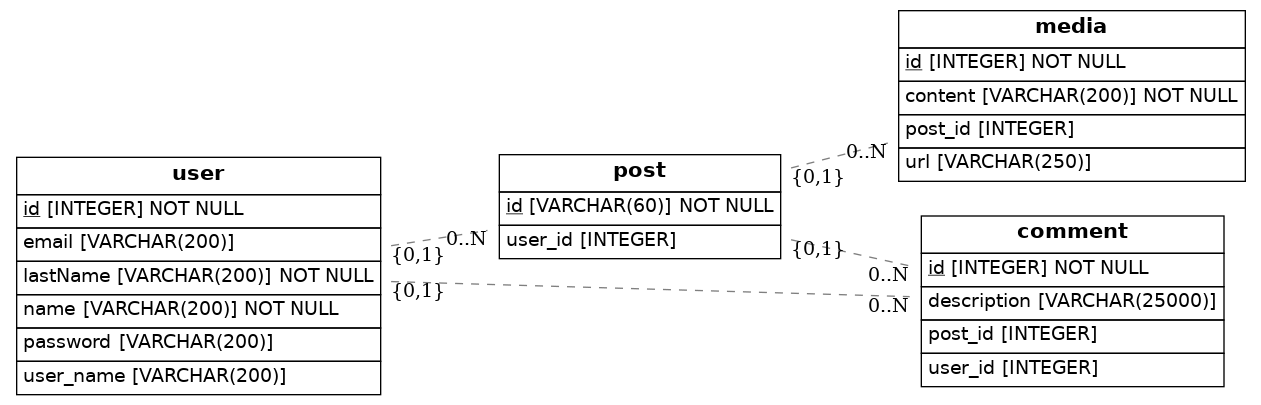 user
id [INTEGER] NOT NULL
email [VARCHAR(200)]
lastName [VARCHAR(200)] NOT NULL
name [VARCHAR(200)] NOT NULL
password [VARCHAR(200)]
user_name [VARCHAR(200)]
{0,1}
0..N
{0,1}
post
id [VARCHAR(60)] NOT NULL
user_id [INTEGER]
{0,1}
0..N
{0,1}
0..N
0..N
media
id [INTEGER] NOT NULL
content [VARCHAR(200)] NOT NULL
post_id [INTEGER]
url [VARCHAR(250)]
comment
id [INTEGER] NOT NULL
description [VARCHAR(25000)]
post_id [INTEGER]
user_id [INTEGER]